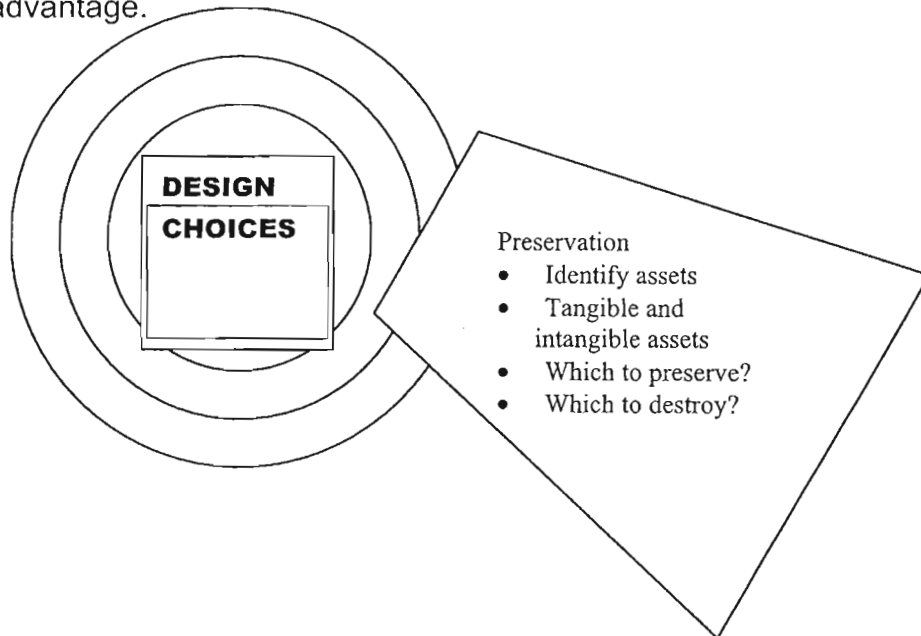 advantage.
DESIGN
CHOICES
Preservation
• Identify assets
• Tangible and
intangible assets
• Which to preserve?
• Which to destroy?